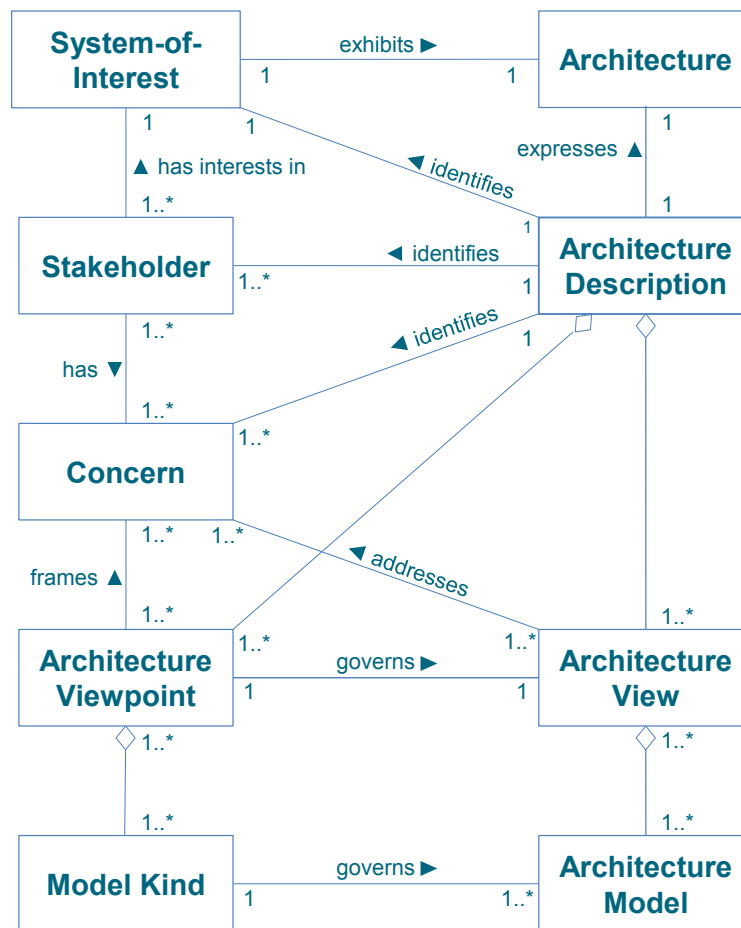 System-of-
Interest
exhibits ►
Architecture
1
1
1
1
1
▲ has interests in
expresses ▲
◄ identifies
1..*
1
1
Stakeholder
◄ identifies
Architecture
Description
1..*
1
1..*
◄ identifies
1
has ▼
1..*
1..*
Concern
1..*
1..*
◄ addresses
frames ▲
1..*
1..*
1..*
1..*
Architecture
Viewpoint
governs ►
Architecture
View
1
1
1..*
1..*
1..*
1..*
Model Kind
governs ►
Architecture
Model
1
1..*